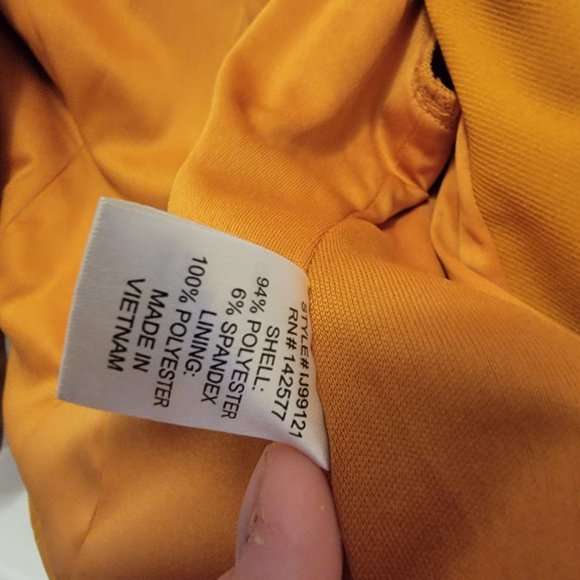 STYLE# IJ99121
RN# 142577
SHELL:
94% POLYESTER
6% SPANDEX
LINING:
100% POLYESTER
MADE IN
VIETNAM